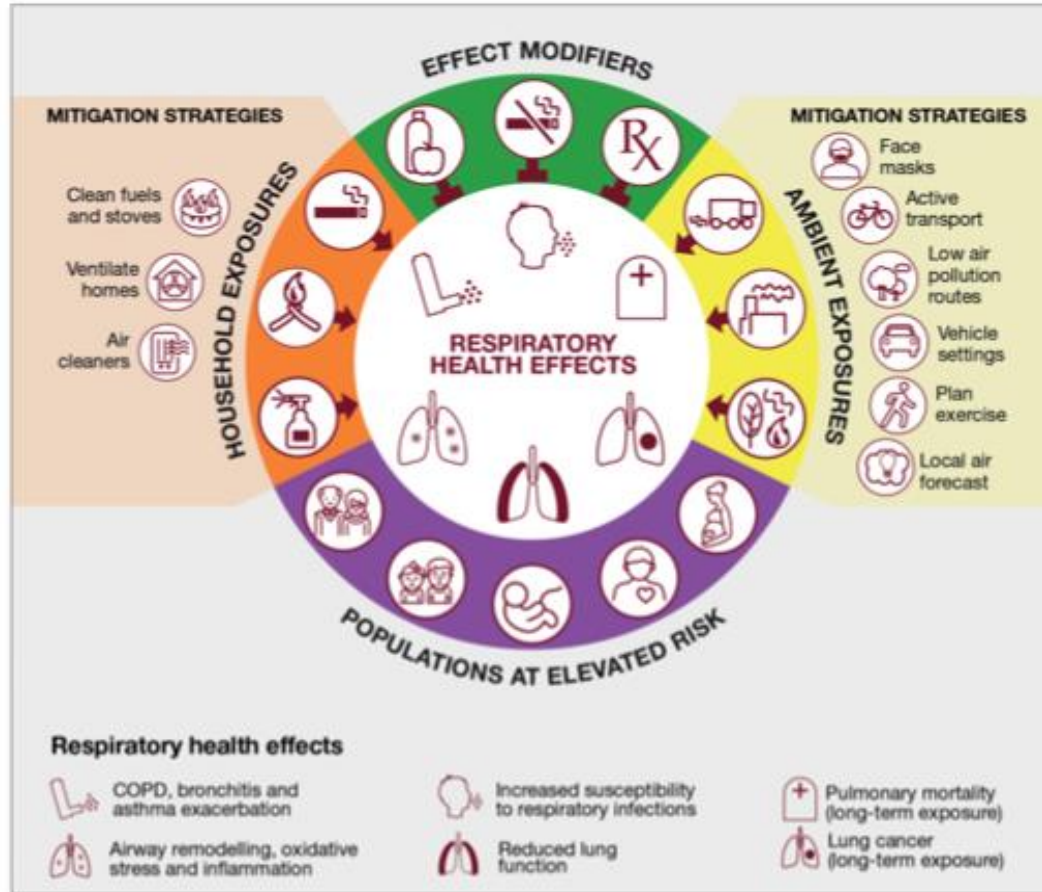 EFFECT MODIFIERS
MITIGATION STRATEGIES
Clean fuels
and stoves
Ventilate
homes
Air
cleaners
HOUSEHOLD EXPOSURES
Rx
MITIGATION STRATEGIES
Face
masks
Active
transport
Low air
pollution
routes
Vehicle
settings
Plan
exercise
Local air
forecast
AMBIENT EXPOSURES
RESPIRATORY
HEALTH EFFECTS
POPULATIONS AT ELEVATED RISK
Respiratory health effects
COPD, bronchitis and
asthma exacerbation
Increased susceptibility
to respiratory infections
Pulmonary mortality
(long-term exposure)
Airway remodelling, oxidative
stress and inflammation
Reduced lung
function
Lung cancer
(long-term exposure)